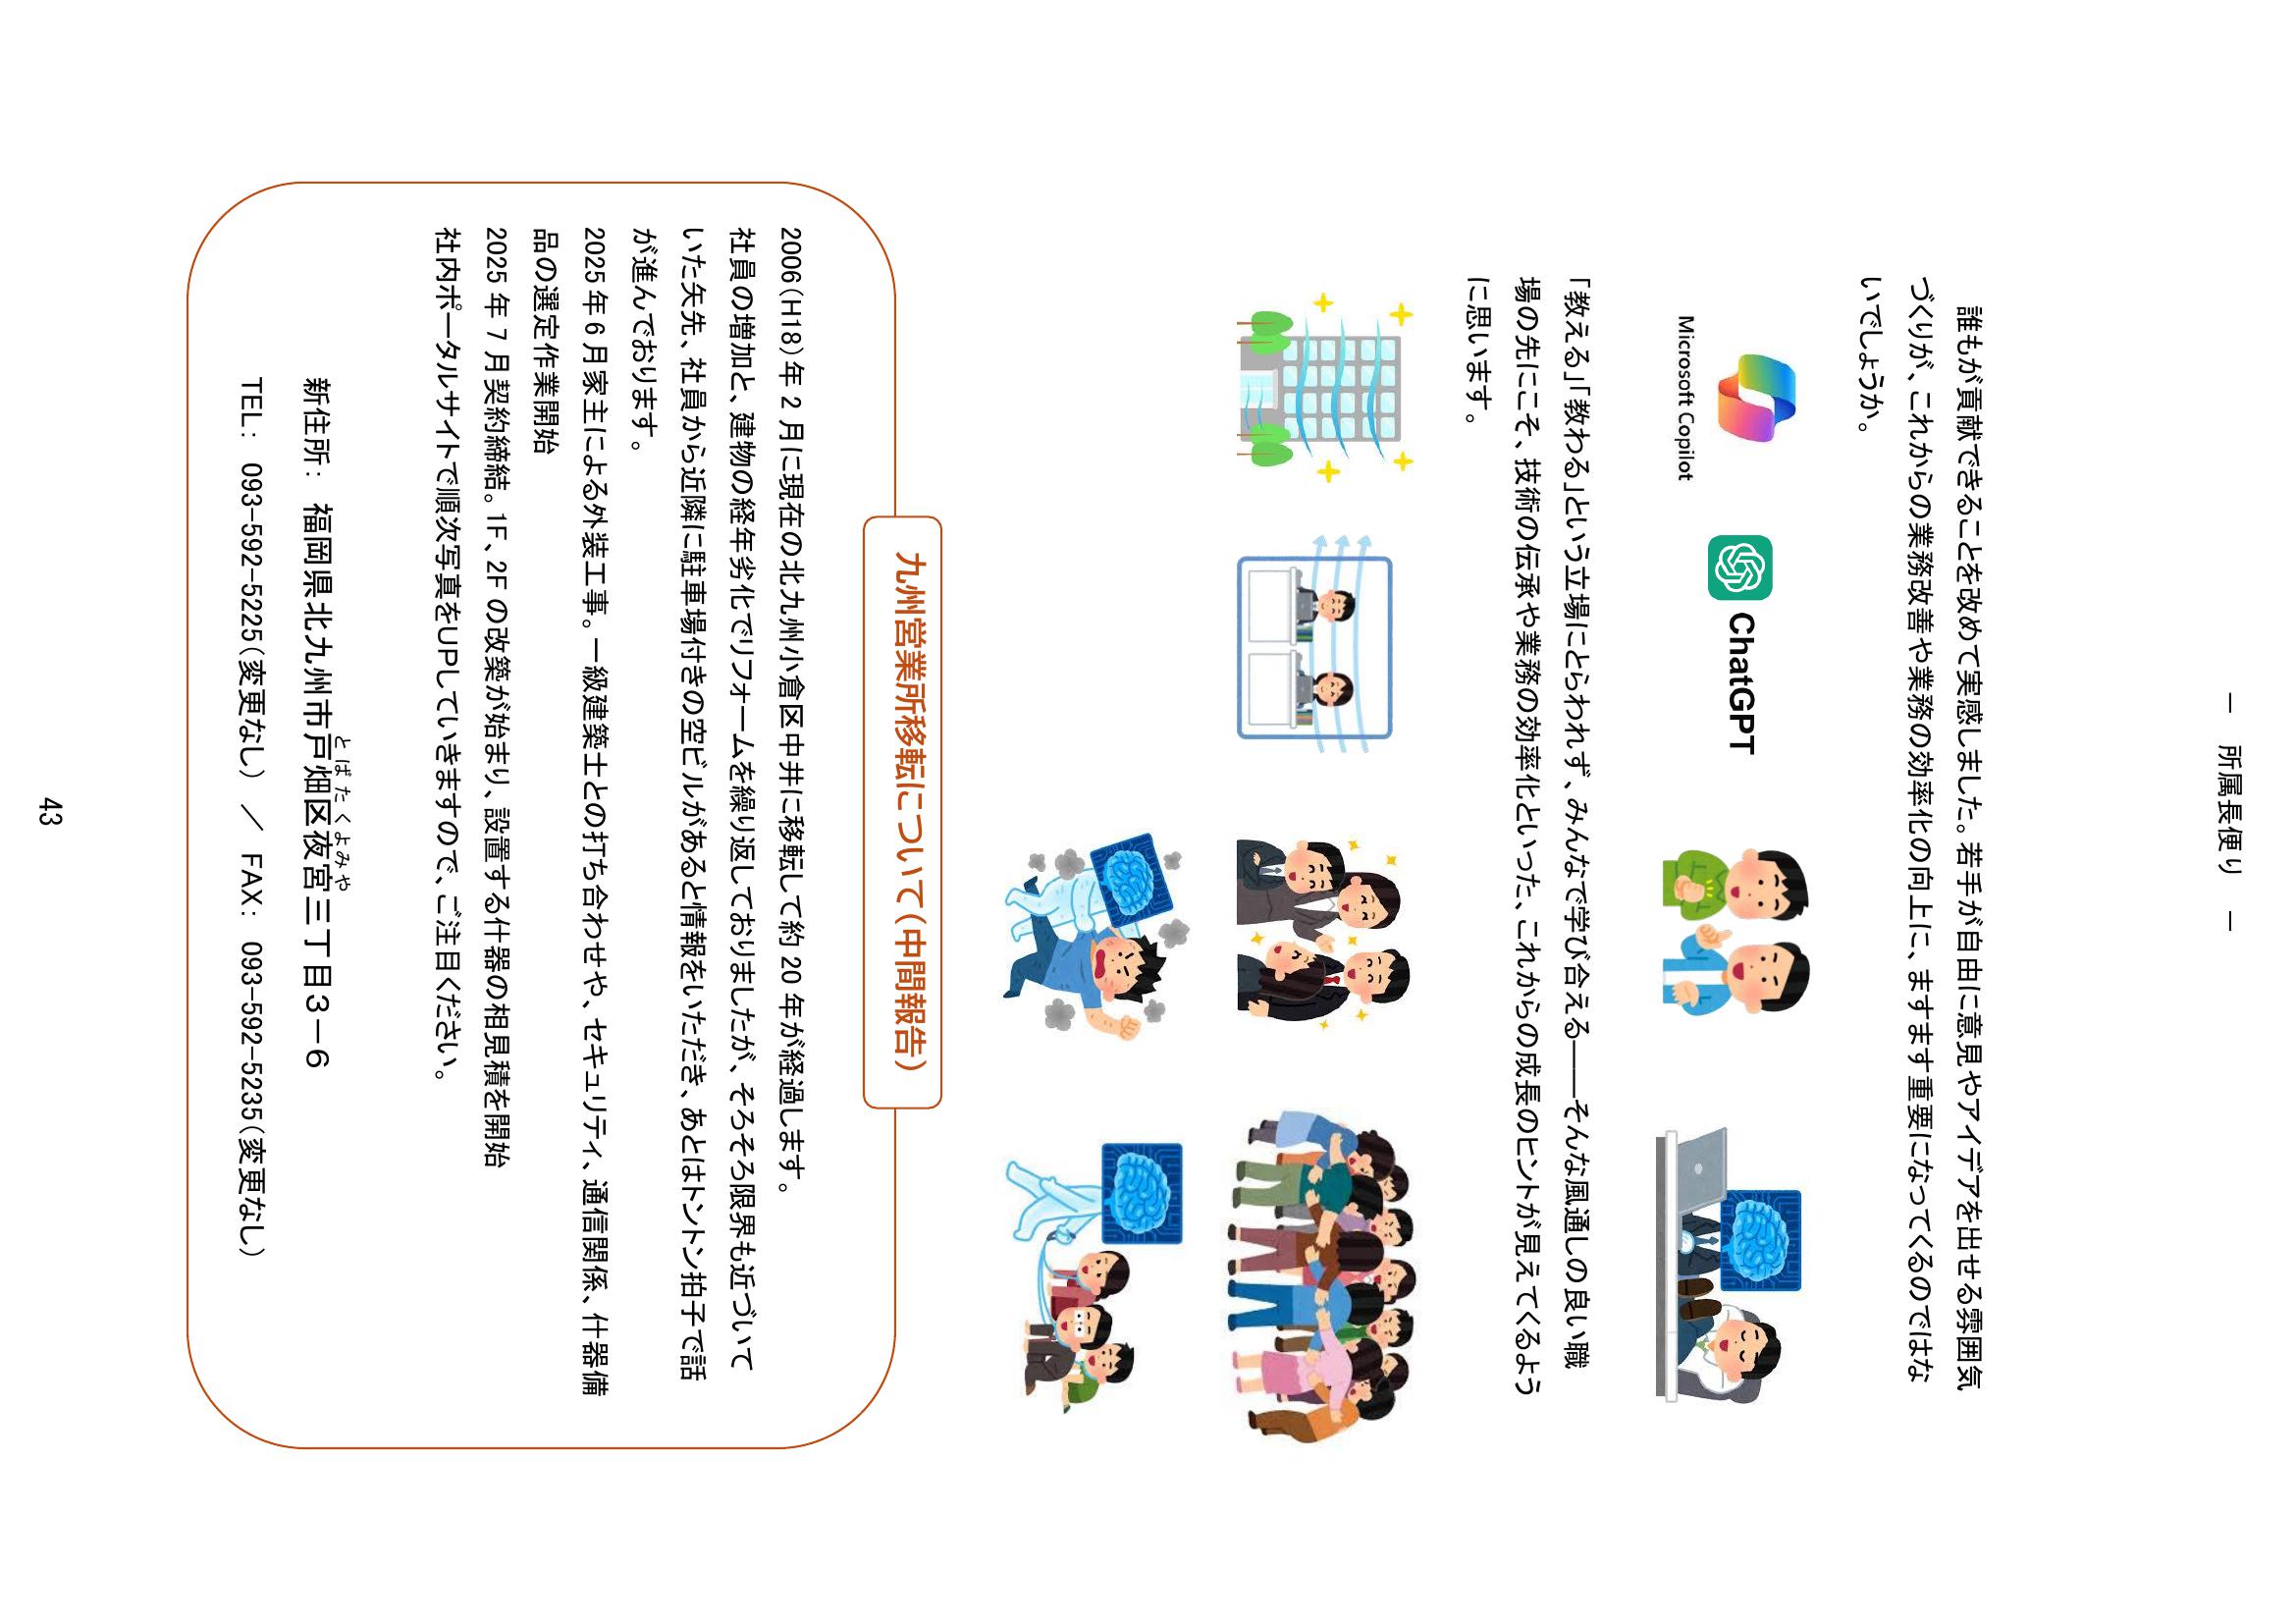 ― 所属長便り ―
誰もが貢献できることを改めて実感しました。若手が自由に意見やアイデアを出せる雰囲気
づくりが、これからの業務改善や業務の効率化の向上に、ますます重要になってくるのではな
いでしょうか。
Microsoft Copilot
ChatGPT
「教える」「教わる」という立場にとらわれず、みんなで学び合える――そんな風通しの良い職
場の先にこそ、技術の伝承や業務の効率化といった、これからの成長のヒントが見えてくるよう
に思います。
九州営業所移転について(中間報告)
2006(H18)年 2 月に現在の北九州小倉区中井に移転して約 20 年が経過します。
社員の増加と、建物の経年劣化でリフォームを繰り返しておりましたが、そろそろ限界も近づいて
いた矢先、社員から近隣に駐車場付きの空ビルがあると情報をいただき、あとはトントン拍子で話
が進んでおります。
2025 年 6 月家主による外装工事。一級建築士との打ち合わせや、セキュリティ、通信関係、什器備
品の選定作業開始
2025 年 7 月契約締結。1F、2F の改築が始まり、設置する什器の相見積を開始
社内ポータルサイトで順次写真をUPしていきますので、ご注目ください。
とばたくよみや
新住所: 福岡県北九州市戸畑区夜宮三丁目3－6
TEL: 093-592-5225(変更なし) ／ FAX: 093-592-5235(変更なし)
43